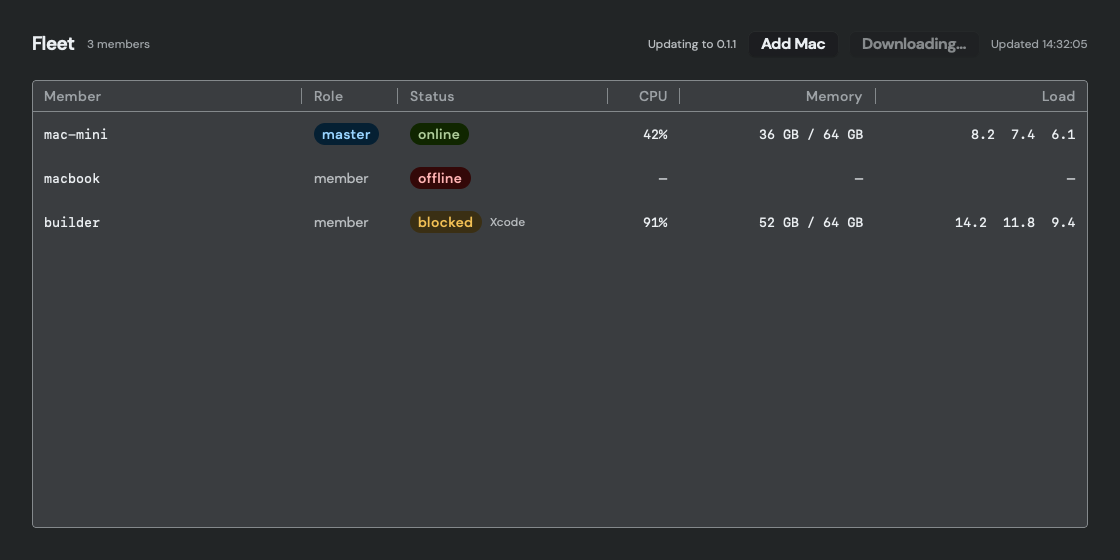 Fleet 3 members Updating to 0.1.1 Add Mac Downloading... Updated 14:32:05
Member Role Status CPU Memory Load
mac-mini master online 42% 36 GB / 64 GB 8.2 7.4 6.1
macbook member offline — — —
builder member blocked Xcode 91% 52 GB / 64 GB 14.2 11.8 9.4